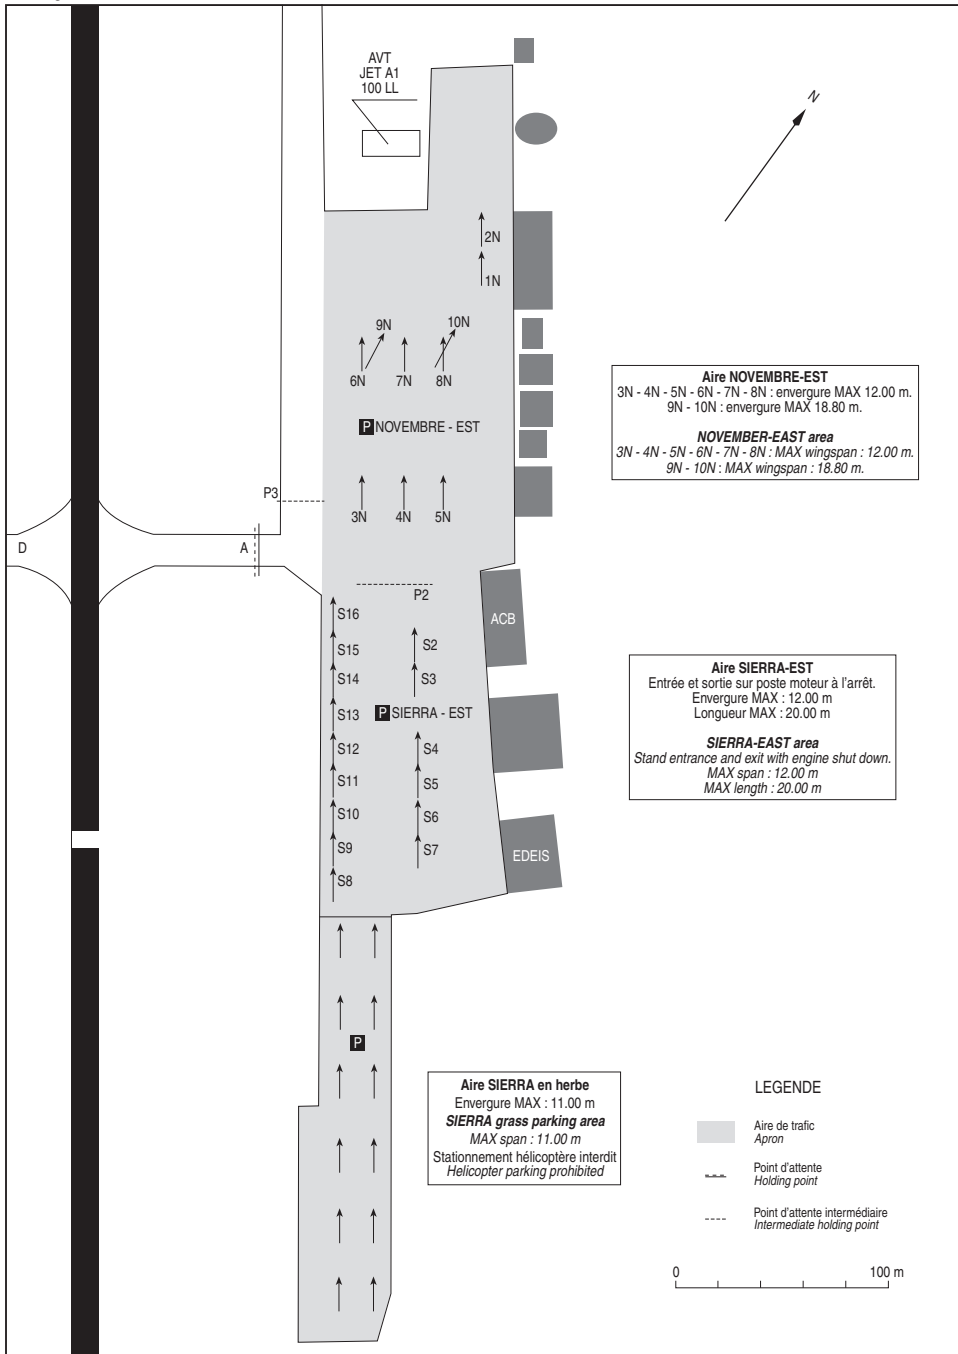 AVT
JET A1
100 LL
N
2N
1N
9N
10N
6N
7N
8N
P NOVEMBRE - EST
Aire NOVEMBRE-EST
3N - 4N - 5N - 6N - 7N - 8N : envergure MAX 12.00 m.
9N - 10N : envergure MAX 18.80 m.
NOVEMBER-EAST area
3N - 4N - 5N - 6N - 7N - 8N : MAX wingspan : 12.00 m.
9N - 10N : MAX wingspan : 18.80 m.
P3
3N
4N
5N
D
A
P2
ACB
S16
S15
S2
S14
S3
S13
P SIERRA - EST
S12
S4
S11
S5
S10
S6
S9
S7
S8
EDEIS
Aire SIERRA-EST
Entrée et sortie sur poste moteur à l'arrêt.
Envergure MAX : 12.00 m
Longueur MAX : 20.00 m
SIERRA-EAST area
Stand entrance and exit with engine shut down.
MAX span : 12.00 m
MAX length : 20.00 m
P
Aire SIERRA en herbe
Envergure MAX : 11.00 m
SIERRA grass parking area
MAX span : 11.00 m
Stationnement hélicoptère interdit
Helicopter parking prohibited
LEGENDE
Aire de trafic
Apron
Point d'attente
Holding point
Point d'attente intermédiaire
Intermediate holding point
0
100 m